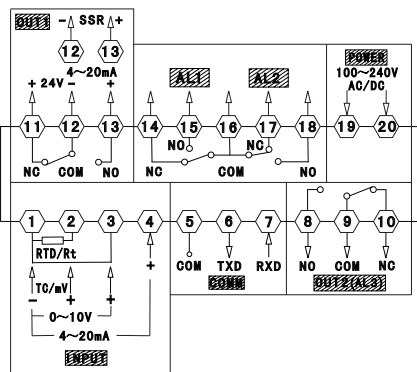 OUT1 - SSR +
12 13
4～20mA
+ 24V - +
AL1 AL2
POWER
100～240V
AC/DC
11 12 13 14 15 16 17 18 19 20
NO NC
NC COM NO NC COM NO
1 2 3 4 5 6 7 8 9 10
RTD/Rt
+
COM TXD RXD NO COM NC
TC/mV
COMM OUT2(AL3)
- + +
0～10V
4～20mA
INPUT